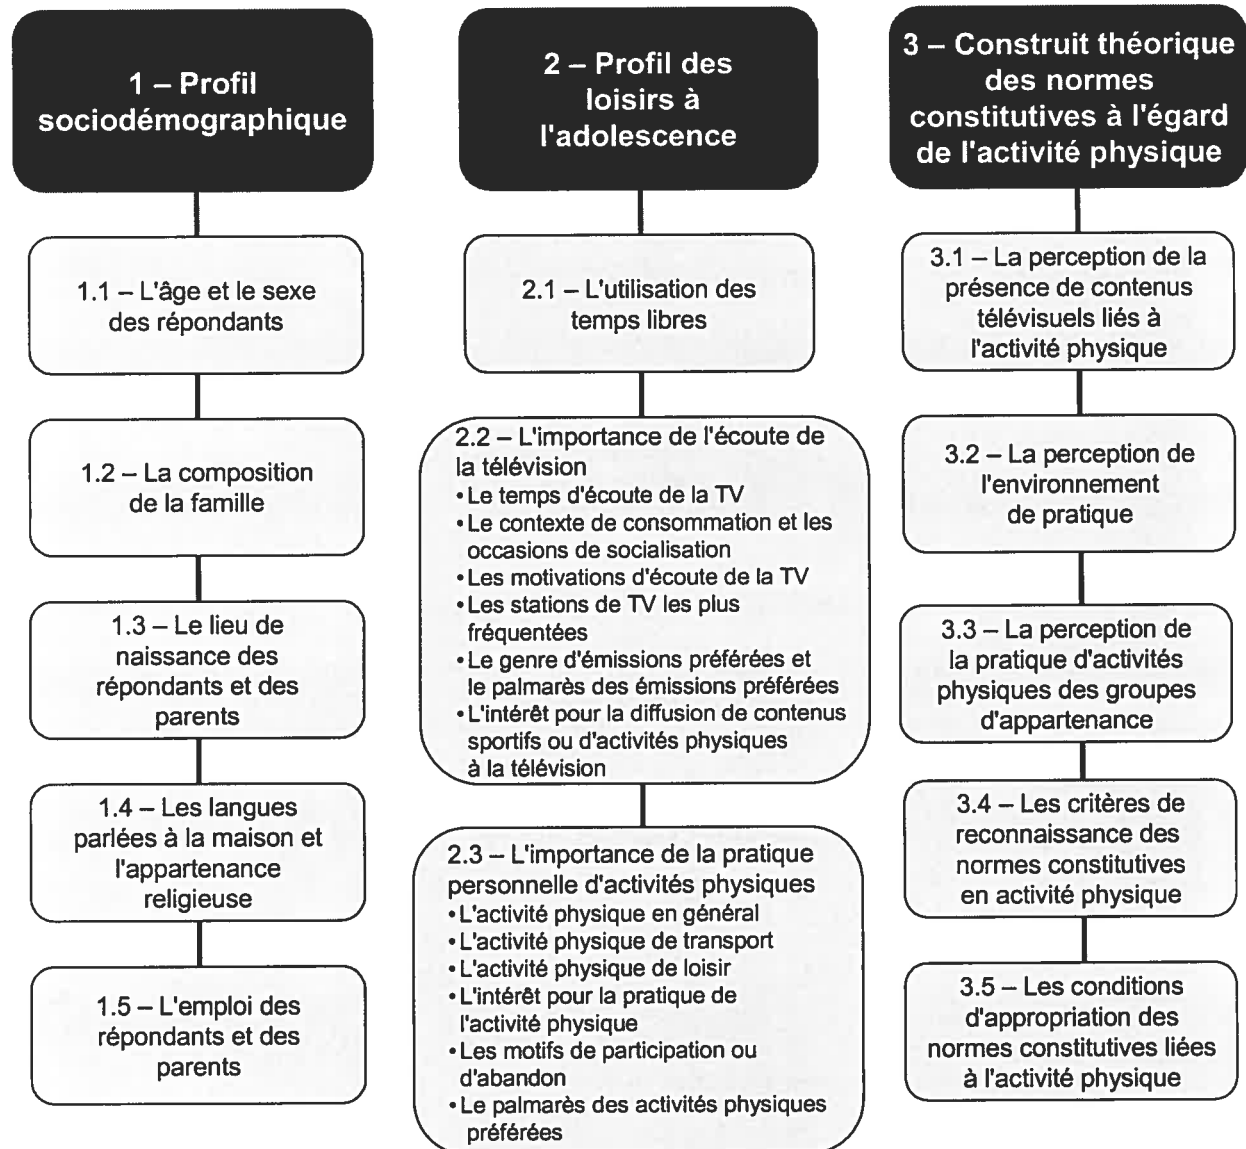 1 – Profil
sociodémographique
1.1 – L'âge et le sexe
des répondants
1.2 – La composition
de la famille
1.3 – Le lieu de
naissance des
répondants et des
parents
1.4 – Les langues
parlées à la maison et
l'appartenance
religieuse
1.5 – L'emploi des
répondants et des
parents
2 – Profil des
loisirs à
l'adolescence
2.1 – L'utilisation des
temps libres
2.2 – L'importance de l'écoute de
la télévision
• Le temps d'écoute de la TV
• Le contexte de consommation et les
occasions de socialisation
• Les motivations d'écoute de la TV
• Les stations de TV les plus
fréquentées
• Le genre d'émissions préférées et
le palmarès des émissions préférées
• L'intérêt pour la diffusion de contenus
sportifs ou d'activités physiques
à la télévision
2.3 – L'importance de la pratique
personnelle d'activités physiques
• L'activité physique en général
• L'activité physique de transport
• L'activité physique de loisir
• L'intérêt pour la pratique de
l'activité physique
• Les motifs de participation ou
d'abandon
• Le palmarès des activités physiques
préférées
3 – Construit théorique
des normes
constitutives à l'égard
de l'activité physique
3.1 – La perception de la
présence de contenus
télévisuels liés à
l'activité physique
3.2 – La perception de
l'environnement
de pratique
3.3 – La perception de
la pratique d'activités
physiques des groupes
d'appartenance
3.4 – Les critères de
reconnaissance des
normes constitutives
en activité physique
3.5 – Les conditions
d'appropriation des
normes constitutives liées
à l'activité physique